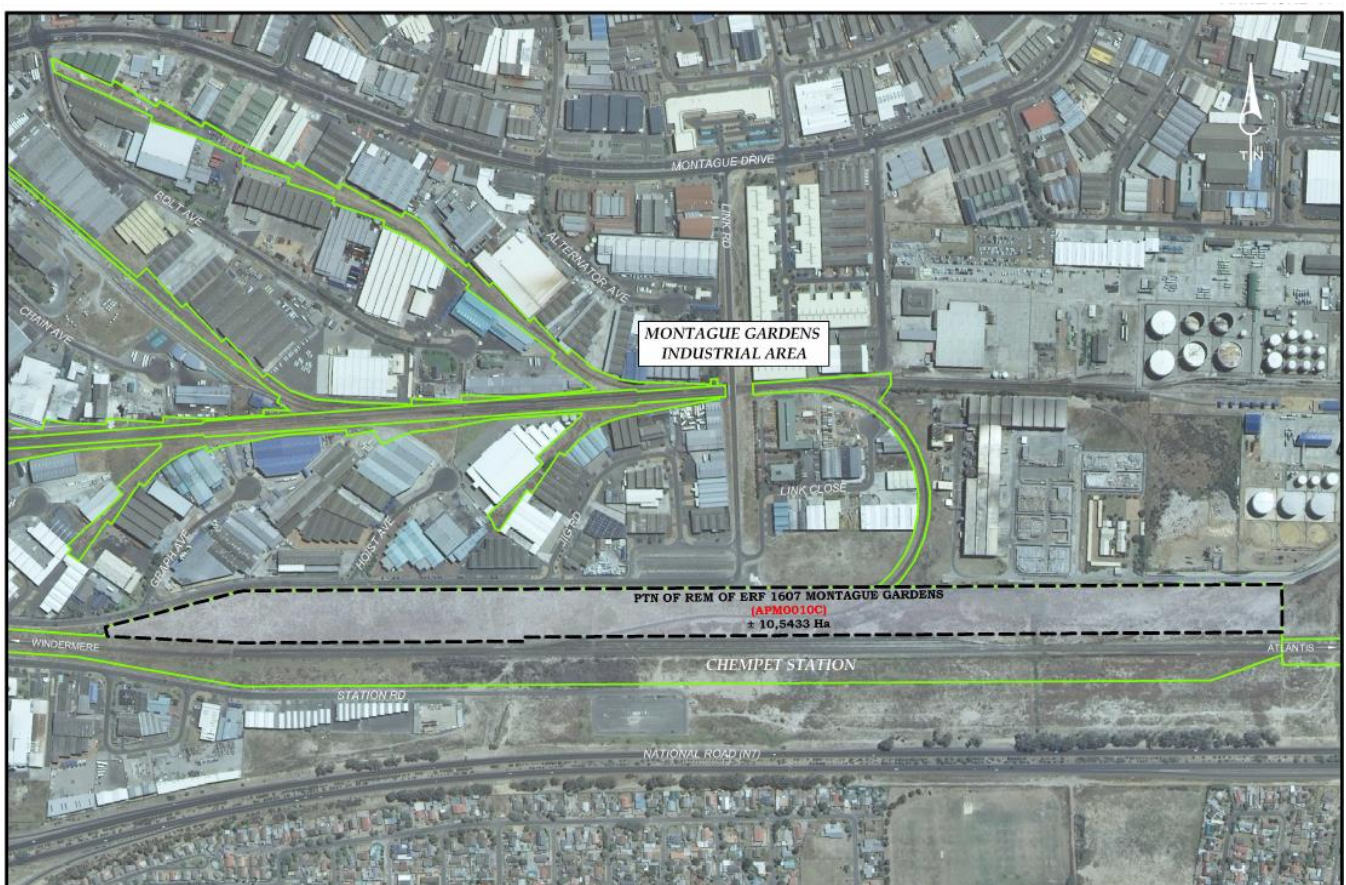 MONTAGUE DRIVE
TN
BOLT AVE
LINK RD
ALTERNATOR AVE
CHAIN AVE
MONTAGUE GARDENS
INDUSTRIAL AREA
LINK CLOSE
GRAPH AVE
HOIST AVE
JIG RD
PTN OF REM OF ERF 1607 MONTAGUE GARDENS
(APM0010C)
± 10,5433 Ha
WINDERMERE
ATLANTIS
CHEMPET STATION
STATION RD
NATIONAL ROAD (N7)